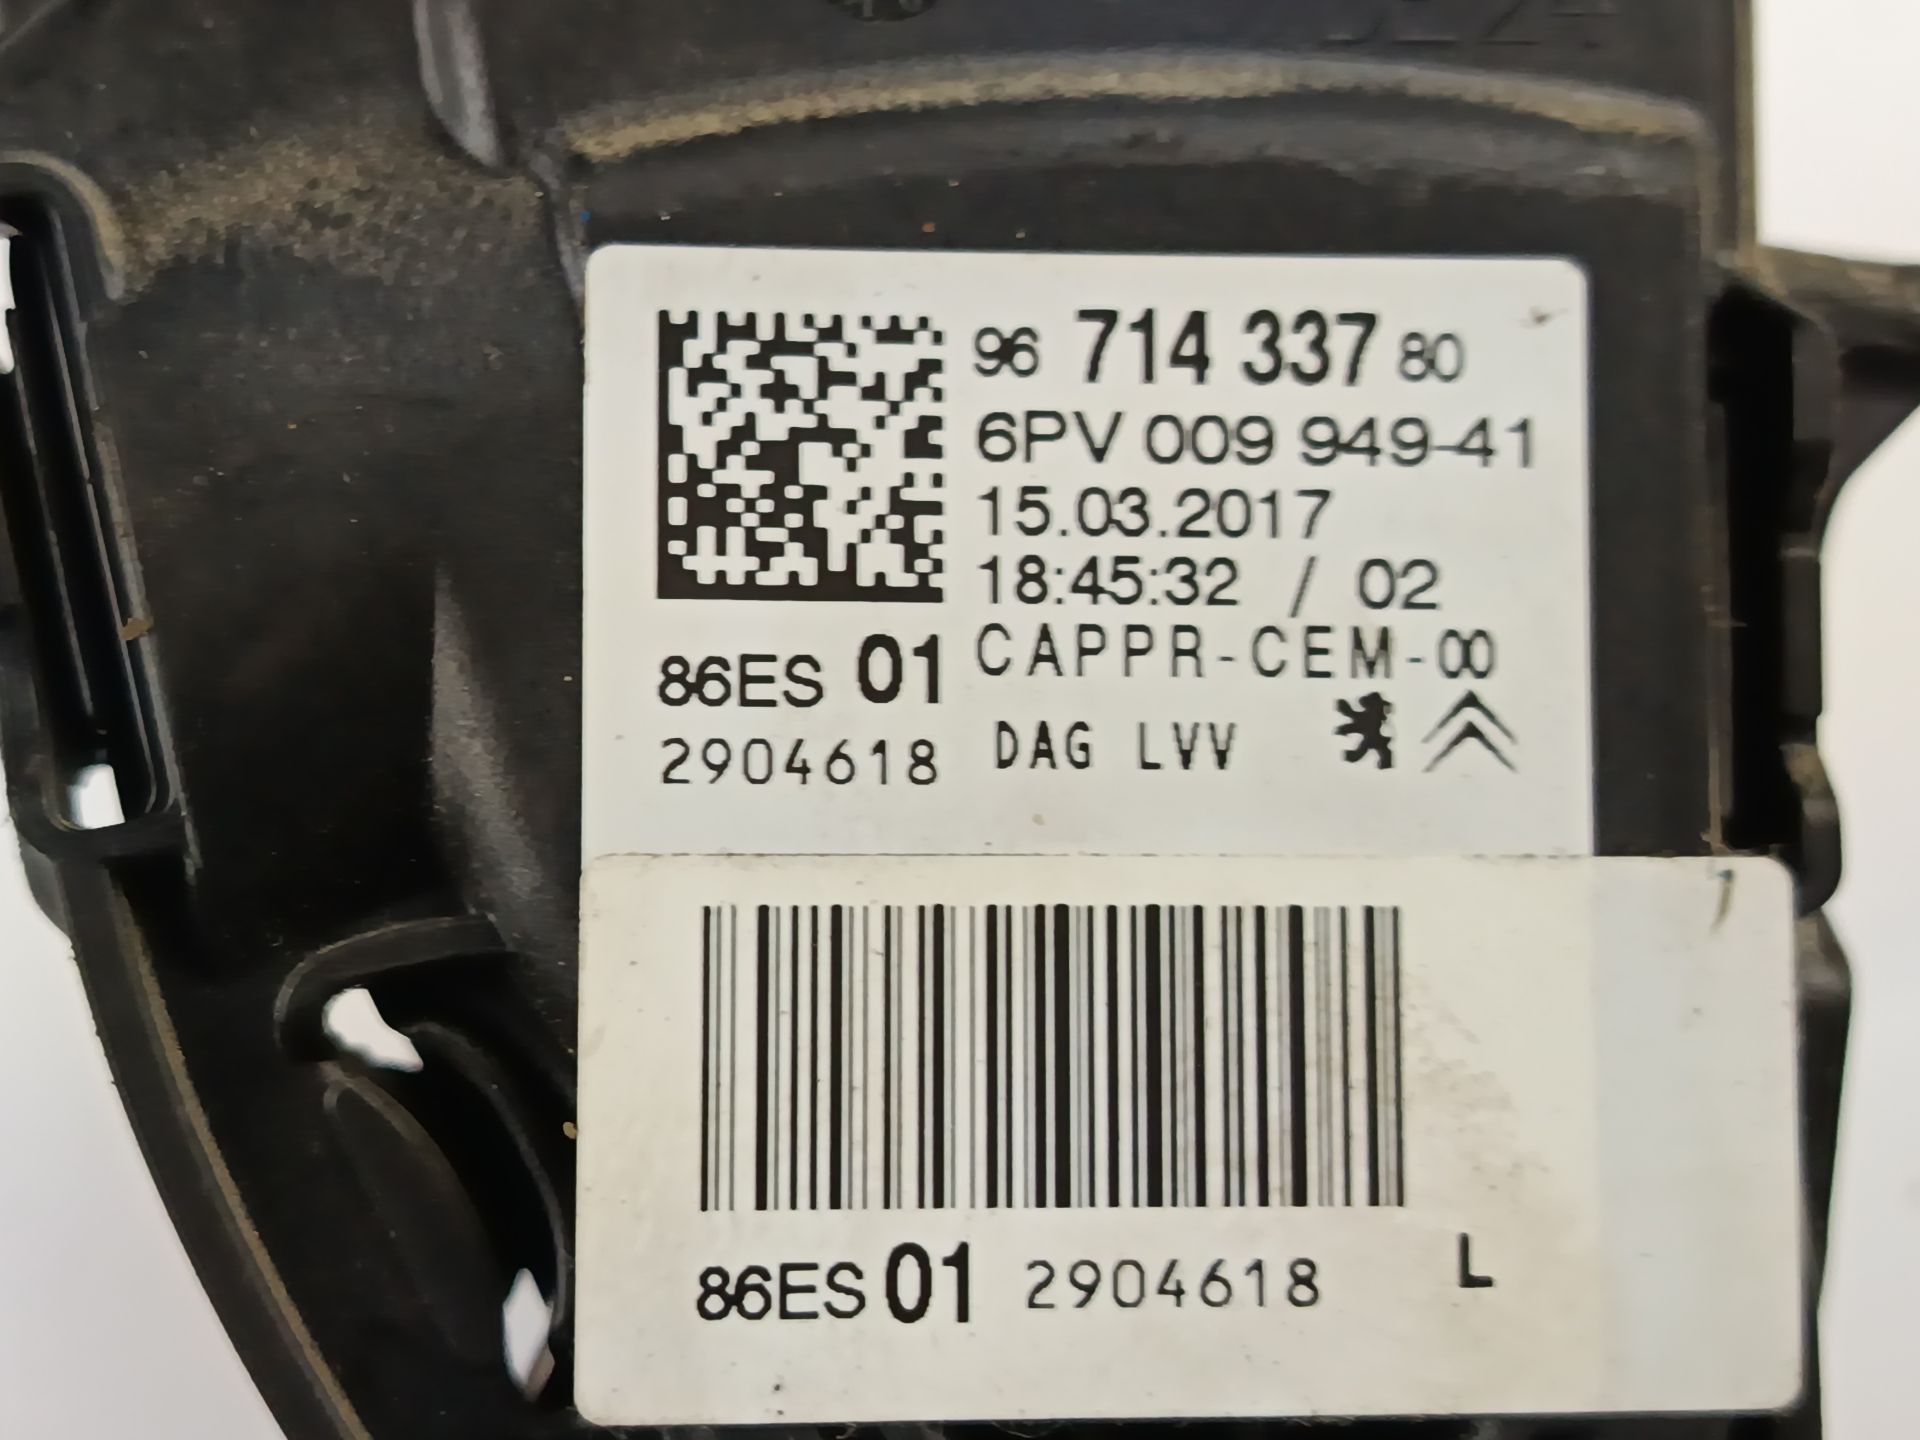 96 714 337 80
6PV 009 949-41
15.03.2017
18:45:32 / 02
CAPPR-CEM-00
86ES 01
2904618
DAG LVV
86ES 01 2904618 L